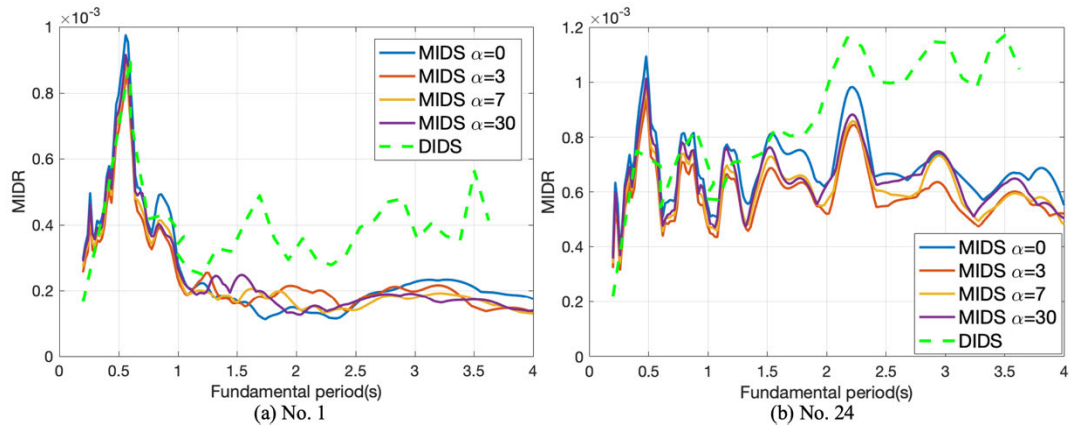 ×10⁻³
1
0.8
0.6
0.4
0.2
0
MIDR
0 0.5 1 1.5 2 2.5 3 3.5 4
Fundamental period(s)
MIDS α=0
MIDS α=3
MIDS α=7
MIDS α=30
DIDS
(a) No. 1
×10⁻³
1.2
1
0.8
0.6
0.4
0.2
0
MIDR
0 0.5 1 1.5 2 2.5 3 3.5 4
Fundamental period(s)
MIDS α=0
MIDS α=3
MIDS α=7
MIDS α=30
DIDS
(b) No. 24